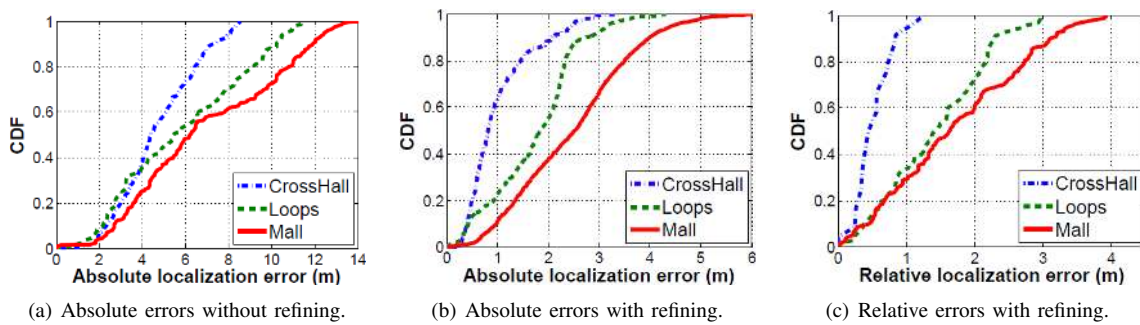 1
0.8
0.6
0.4
0.2
0
CDF
0 2 4 6 8 10 12 14
Absolute localization error (m)
CrossHall
Loops
Mall
(a) Absolute errors without refining.
1
0.8
0.6
0.4
0.2
0
CDF
0 1 2 3 4 5 6
Absolute localization error (m)
CrossHall
Loops
Mall
(b) Absolute errors with refining.
1
0.8
0.6
0.4
0.2
0
CDF
0 1 2 3 4
Relative localization error (m)
CrossHall
Loops
Mall
(c) Relative errors with refining.